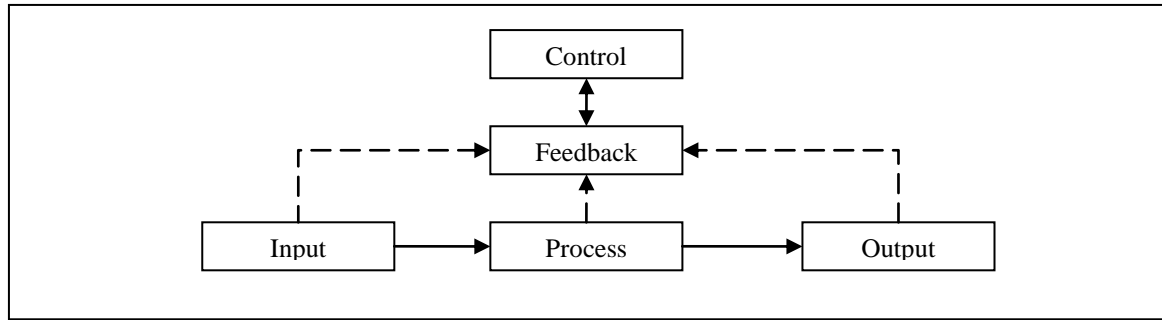 Control
Feedback
Input
Process
Output